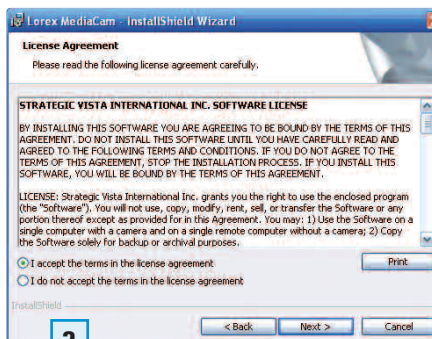 Lorex MediaCam - InstallShield Wizard
License Agreement
Please read the following license agreement carefully.
STRATEGIC VISTA INTERNATIONAL INC. SOFTWARE LICENSE
BY INSTALLING THIS SOFTWARE YOU ARE AGREEING TO BE BOUND BY THE TERMS OF THIS
AGREEMENT. DO NOT INSTALL THIS SOFTWARE UNTIL YOU HAVE CAREFULLY READ AND
AGREED TO THE FOLLOWING TERMS AND CONDITIONS. IF YOU DO NOT AGREE TO THE
TERMS OF THIS AGREEMENT, STOP THE INSTALLATION PROCESS. IF YOU INSTALL THIS
SOFTWARE, YOU WILL BE BOUND BY THE TERMS OF THIS AGREEMENT.
LICENSE: Strategic Vista International Inc. grants you the right to use the enclosed program
(the "Software"). You will not use, copy, modify, rent, sell, or transfer the Software or any
portion thereof except as provided for in this Agreement. You may: 1) Use the Software on a
single computer with a camera and on a single remote computer without a camera; 2) Copy
the Software solely for backup or archival purposes.
I accept the terms in the license agreement
Print
I do not accept the terms in the license agreement
InstallShield
< Back
Next >
Cancel